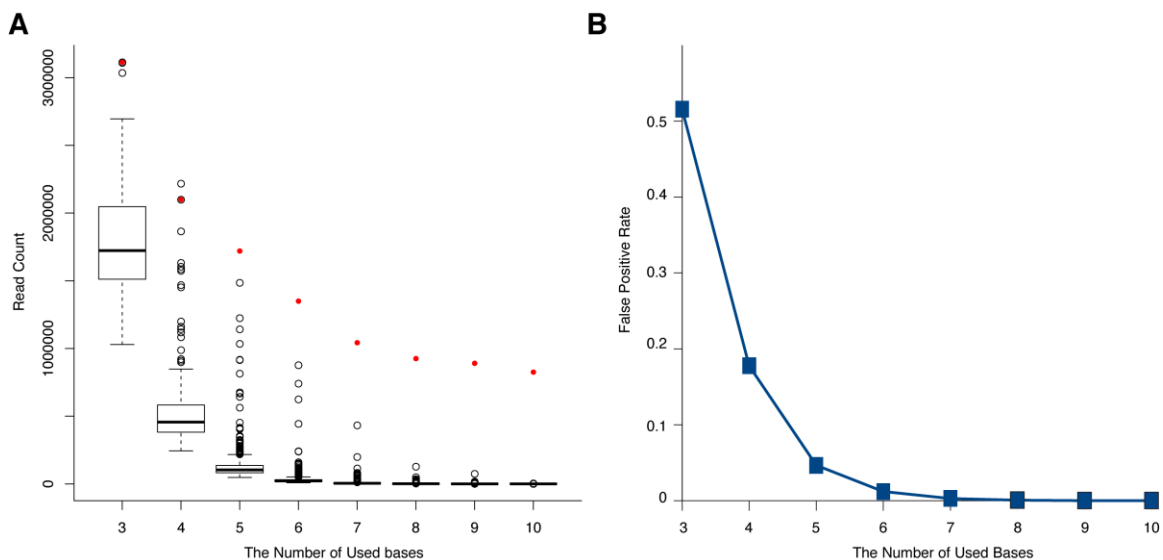 A
B
Read Count
3000000
2000000
1000000
0
3 4 5 6 7 8 9 10
The Number of Used bases
False Positive Rate
0.5
0.4
0.3
0.2
0.1
0
3 4 5 6 7 8 9 10
The Number of Used Bases